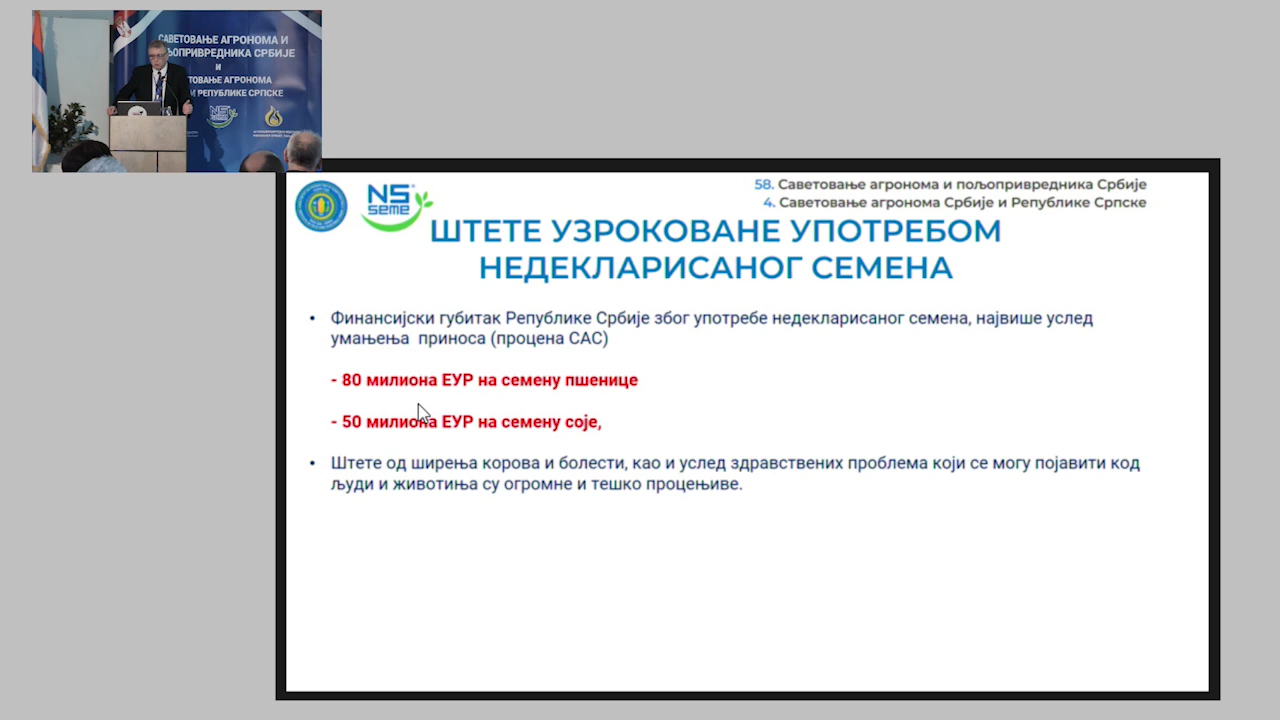 САВЕТОВАЊЕ АГРОНОМА И
ЉОПРИВРЕДНИКА СРБИЈЕ
и
ТОВАЊЕ АГРОНОМА
РЕПУБЛИКЕ СРПСКЕ
NS
NS
seme
58. Саветовање агронома и пољопривредника Србије
4. Саветовање агронома Србије и Републике Српске
ШТЕТЕ УЗРОКОВАНЕ УПОТРЕБОМ
НЕДЕКЛАРИСАНОГ СЕМЕНА
• Финансијски губитак Републике Србије због употребе недекларисаног семена, највише услед
умањења приноса (процена САС)
- 80 милиона ЕУР на семену пшенице
- 50 милиона ЕУР на семену соје,
• Штете од ширења корова и болести, као и услед здравствених проблема који се могу појавити код
људи и животиња су огромне и тешко процењиве.